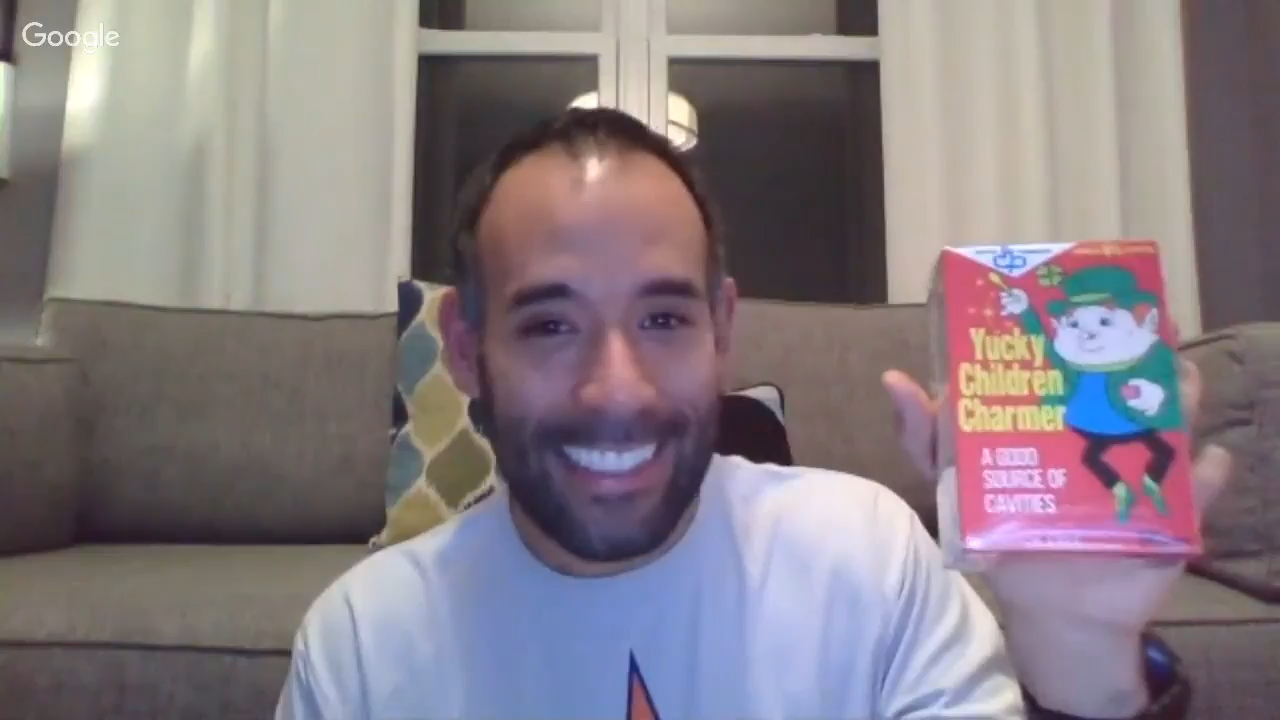 Google
Yucky
Children
Charmer
A GOOD
SOURCE OF
CAVITIES